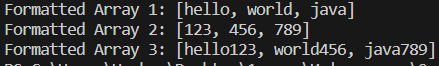 Formatted Array 1: [hello, world, java]
Formatted Array 2: [123, 456, 789]
Formatted Array 3: [hello123, world456, java789]